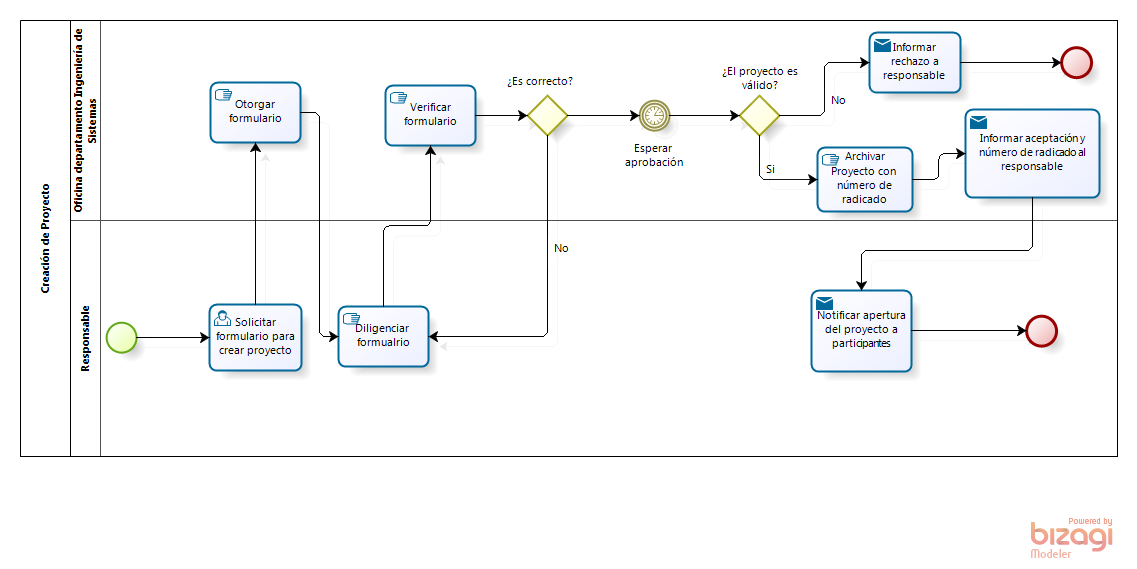 Creación de Proyecto
Oficina departamento Ingeniería de
Sistemas
Responsable
Otorgar
formulario
Verificar
formulario
¿Es correcto?
Esperar
aprobación
¿El proyecto es
válido?
No
Informar
rechazo a
responsable
Si
Archivar
Proyecto con
número de
radicado
Informar aceptación y
número de radicado al
responsable
No
Solicitar
formulario para
crear proyecto
Diligenciar
formualrio
Notificar apertura
del proyecto a
participantes
Powered by
bizagi
Modeler